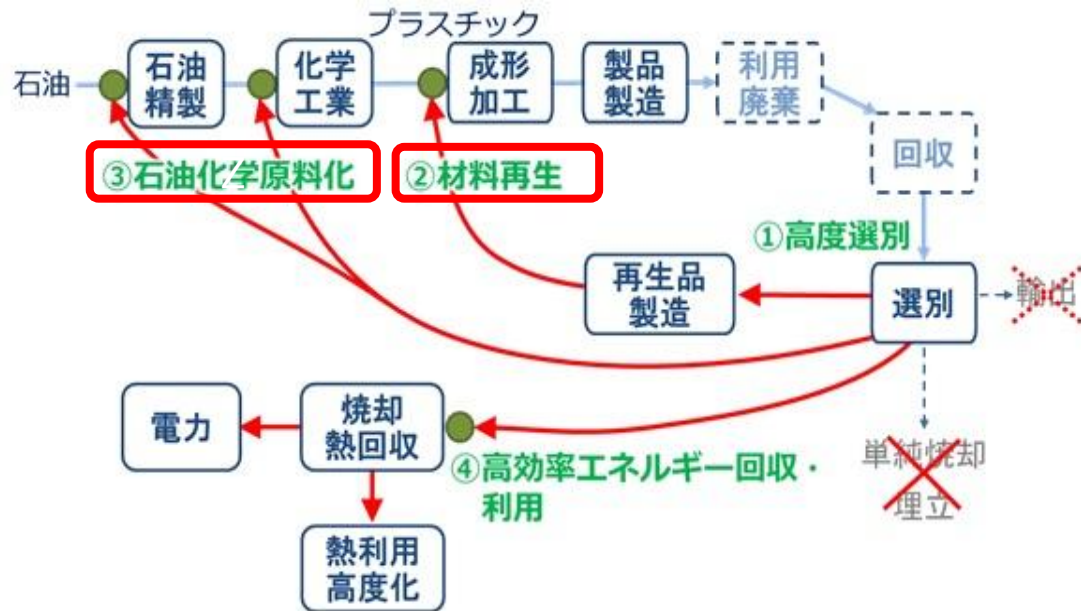 プラスチック
石油
石油
精製
化学
工業
成形
加工
製品
製造
利用
廃棄
回収
③石油化学原料化
②材料再生
①高度選別
再生品
製造
選別
輸出
電力
焼却
熱回収
④高効率エネルギー回収・
利用
単純焼却
埋立
熱利用
高度化